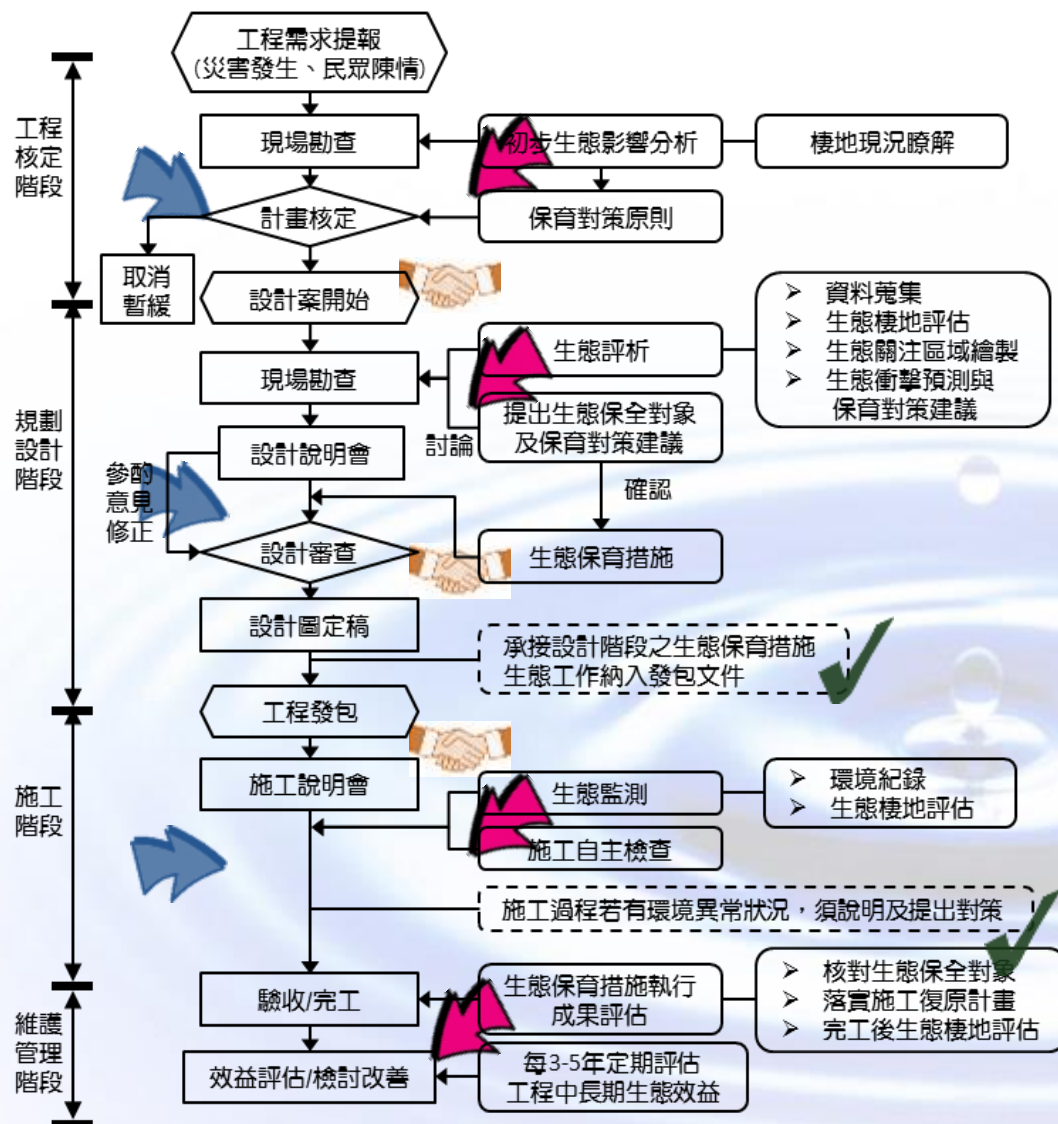 工程需求提報
(災害發生、民眾陳情)
工程
核定
階段
現場勘查
初步生態影響分析
棲地現況瞭解
計畫核定
保育對策原則
取消
暫緩
設計案開始
➢ 資料蒐集
➢ 生態棲地評估
➢ 生態關注區域繪製
➢ 生態衝擊預測與
保育對策建議
規劃
設計
階段
現場勘查
生態評析
討論
提出生態保全對象
及保育對策建議
設計說明會
參酌
意見
修正
確認
設計審查
生態保育措施
設計圖定稿
承接設計階段之生態保育措施
生態工作納入發包文件
工程發包
施工
階段
施工說明會
生態監測
➢ 環境紀錄
➢ 生態棲地評估
施工自主檢查
施工過程若有環境異常狀況，須說明及提出對策
維護
管理
階段
驗收/完工
生態保育措施執行
成果評估
➢ 核對生態保全對象
➢ 落實施工復原計畫
➢ 完工後生態棲地評估
效益評估/檢討改善
每3-5年定期評估
工程中長期生態效益